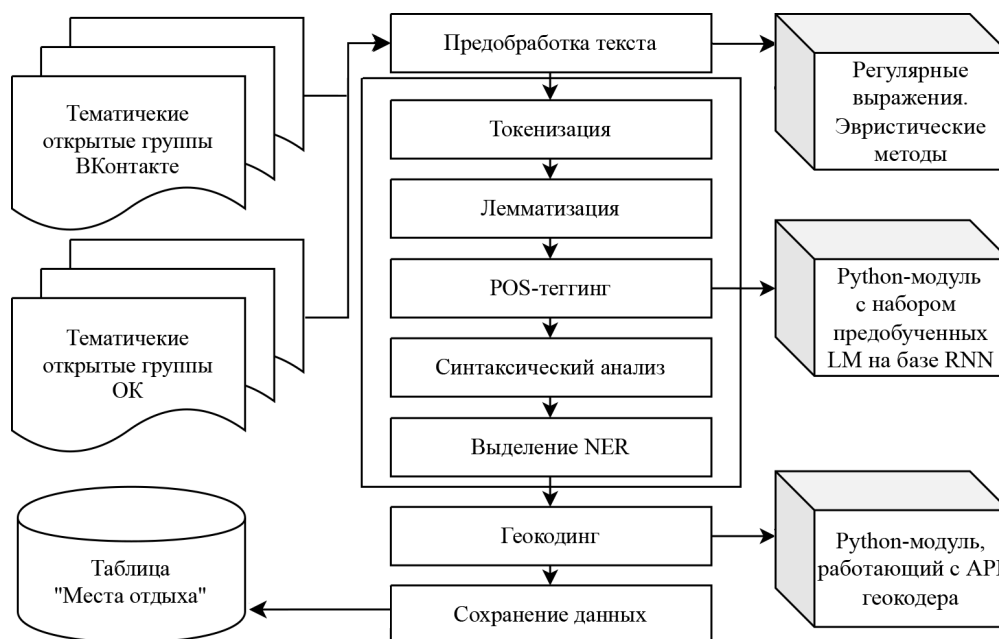 Тематичекие
открытые группы
ВКонтакте
Тематичекие
открытые группы
ОК
Таблица
"Места отдыха"
Предобработка текста
Токенизация
Лемматизация
POS-теггинг
Синтаксический анализ
Выделение NER
Геокодинг
Сохранение данных
Регулярные
выражения.
Эвристические
методы
Python-модуль
с набором
предобученных
LM на базе RNN
Python-модуль,
работающий с API
геокодера